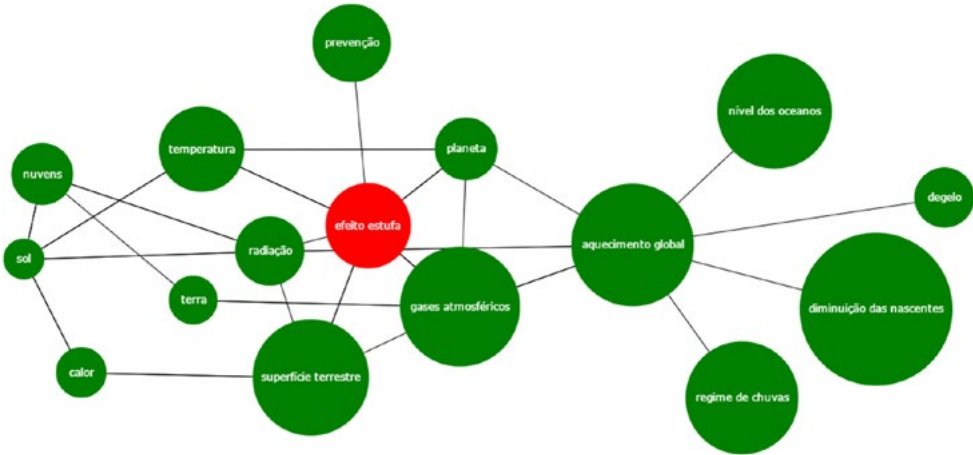 prevenção
nível dos oceanos
temperatura
planeta
nuvens
degelo
efeito estufa
aquecimento global
radiação
sol
terra
gases atmosféricos
diminuição das nascentes
calor
superfície terrestre
regime de chuvas